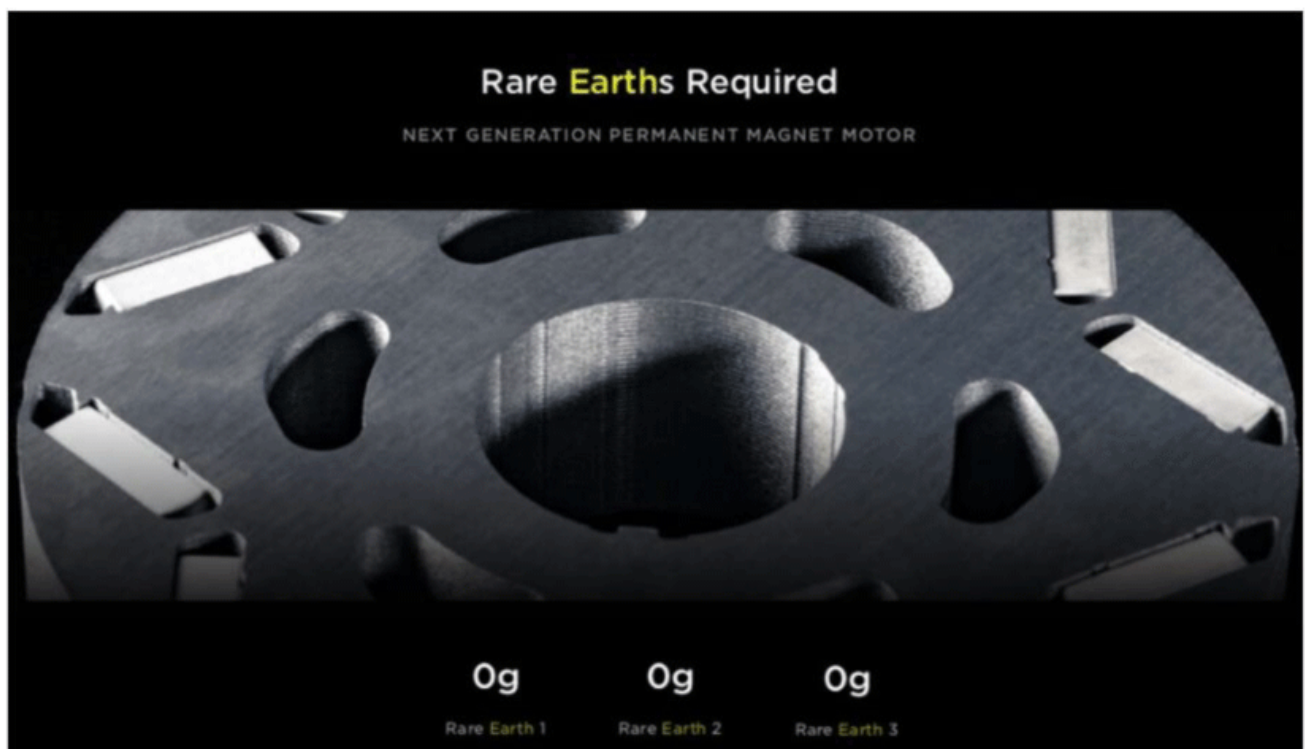 Rare Earths Required
NEXT GENERATION PERMANENT MAGNET MOTOR
0g 0g 0g
Rare Earth 1 Rare Earth 2 Rare Earth 3